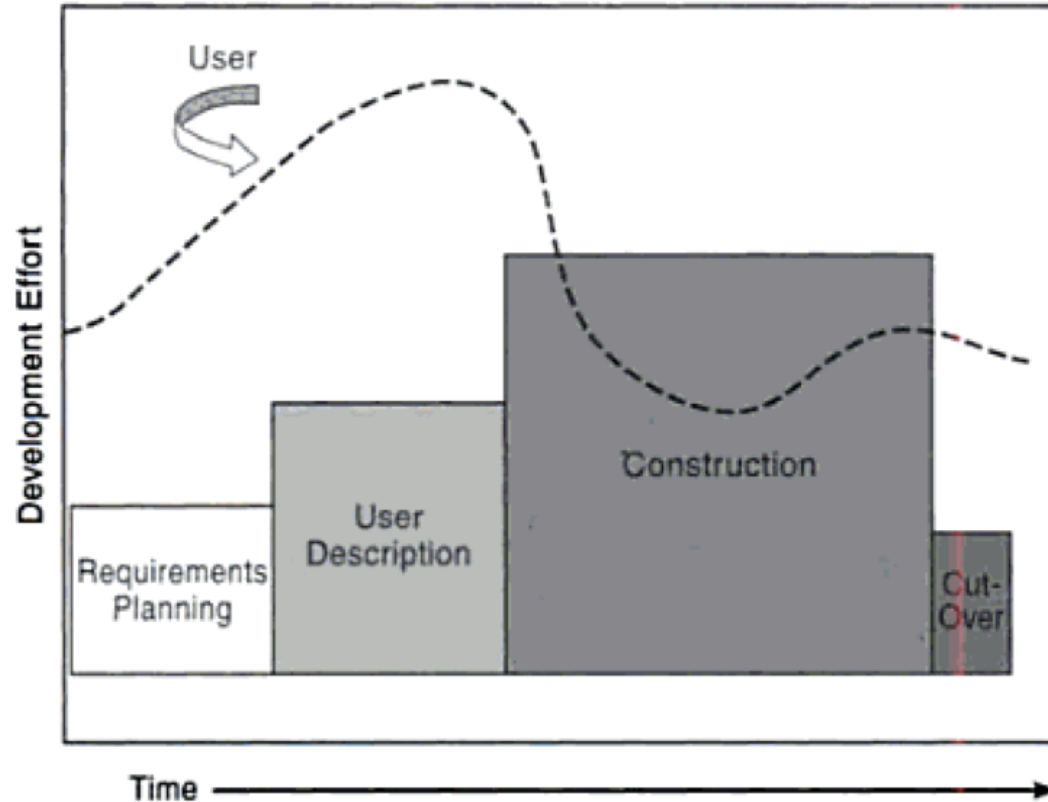 User
Development Effort
Requirements
Planning
User
Description
Construction
Cut-
Over
Time